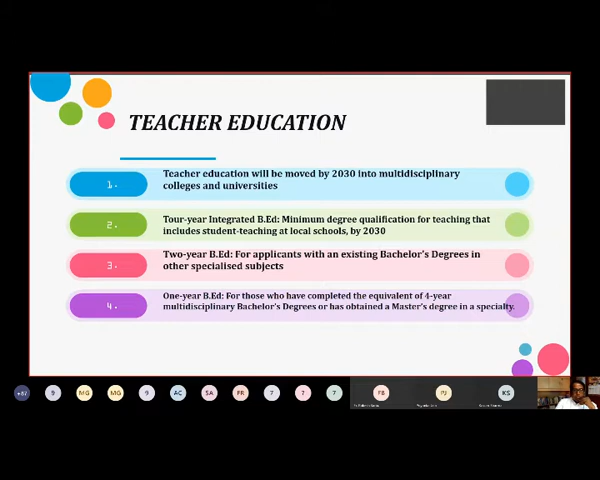 TEACHER EDUCATION
1.
Teacher education will be moved by 2030 into multidisciplinary
colleges and universities
2.
Tour-year Integrated B.Ed: Minimum degree qualification for teaching that
includes student-teaching at local schools, by 2030
3.
Two-year B.Ed: For applicants with an existing Bachelor's Degrees in
other specialised subjects
4.
One-year B.Ed: For those who have completed the equivalent of 4-year
multidisciplinary Bachelor's Degrees or has obtained a Master's degree in a specialty.
+87 9 MG MG 9 AC SA FR 7 7 7 FB PJ KS